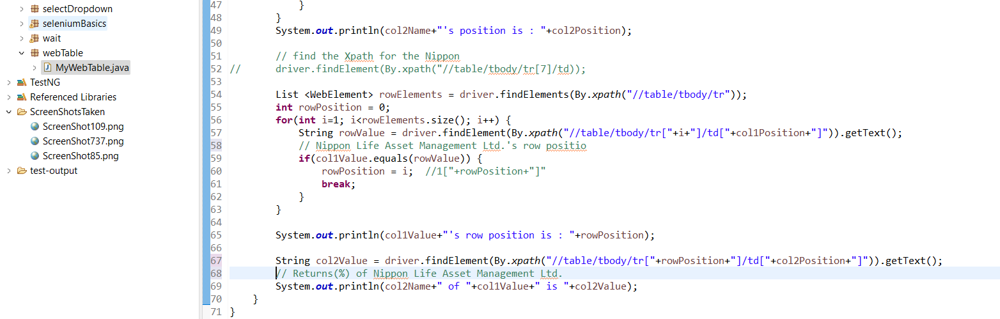 selectDropdown
seleniumBasics
wait
webTable
MyWebTable.java
TestNG
Referenced Libraries
ScreenShotsTaken
ScreenShot109.png
ScreenShot737.png
ScreenShot85.png
test-output
47             }
48         }
49         System.out.println(col2Name+"'s position is : "+col2Position);
50
51         // find the Xpath for the Nippon
52 //      driver.findElement(By.xpath("//table/tbody/tr[7]/td));
53
54         List <WebElement> rowElements = driver.findElements(By.xpath("//table/tbody/tr"));
55         int rowPosition = 0;
56         for(int i=1; i<rowElements.size(); i++) {
57             String rowValue = driver.findElement(By.xpath("//table/tbody/tr["+i+"]/td["+col1Position+"]")).getText();
58             // Nippon Life Asset Management Ltd.'s row positio
59             if(col1Value.equals(rowValue)) {
60                 rowPosition = i;  //1["+rowPosition+"]"
61                 break;
62             }
63         }
64
65         System.out.println(col1Value+"'s row position is : "+rowPosition);
66
67         String col2Value = driver.findElement(By.xpath("//table/tbody/tr["+rowPosition+"]/td["+col2Position+"]")).getText();
68         // Returns(%) of Nippon Life Asset Management Ltd.
69         System.out.println(col2Name+" of "+col1Value+" is "+col2Value);
70     }
71 }